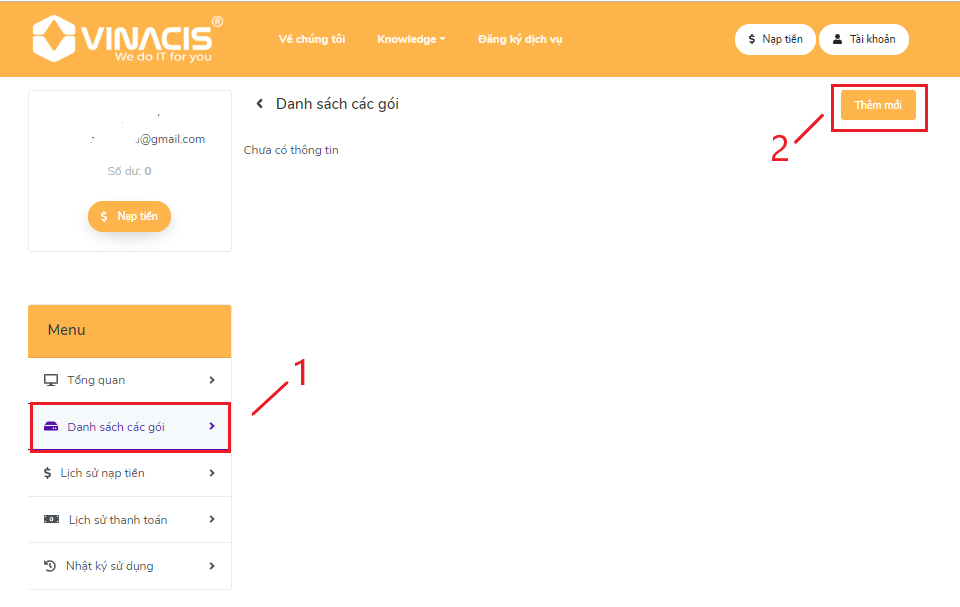 VINACIS®
We do IT for you
Về chúng tôi
Knowledge
Đăng ký dịch vụ
$ Nạp tiền
Tài khoản
@gmail.com
Số dư: 0
$ Nạp tiền
Danh sách các gói
Thêm mới
2
Chưa có thông tin
Menu
Tổng quan
1
Danh sách các gói
$ Lịch sử nạp tiền
Lịch sử thanh toán
Nhật ký sử dụng